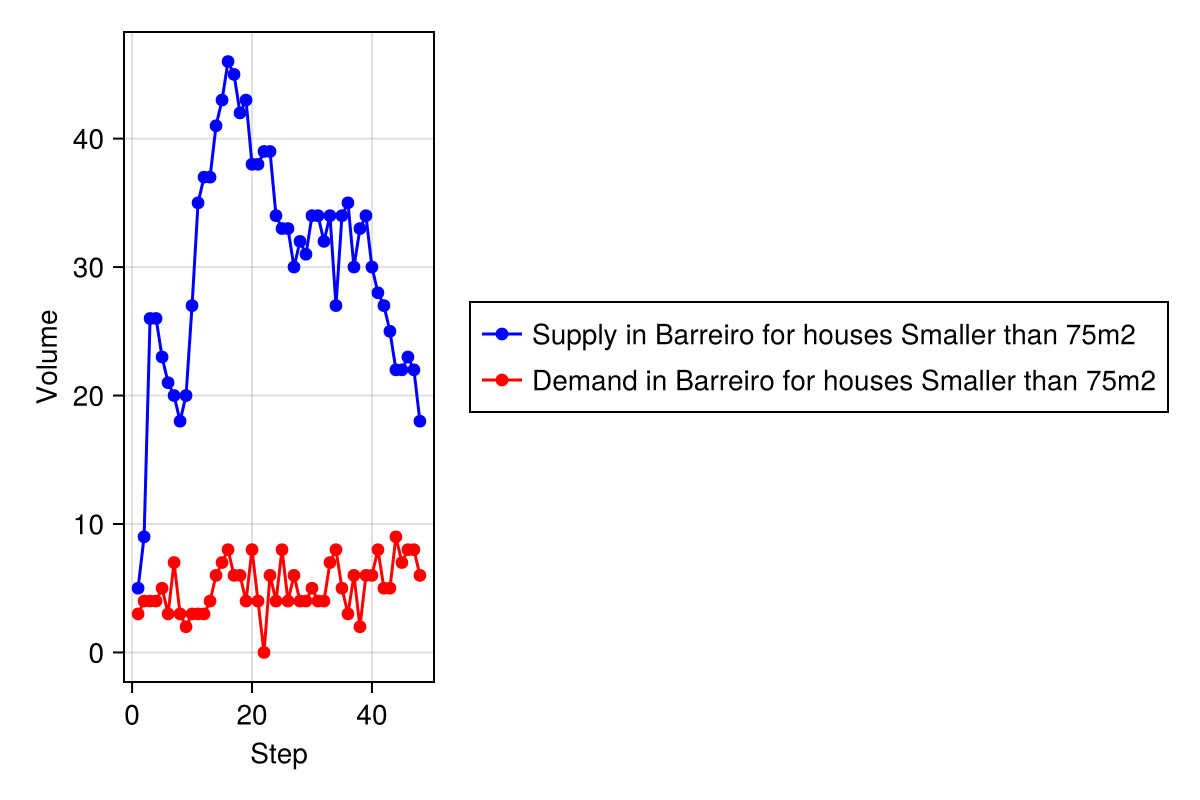 40
30
20
10
0
Volume
0 20 40
Step
Supply in Barreiro for houses Smaller than 75m2
Demand in Barreiro for houses Smaller than 75m2